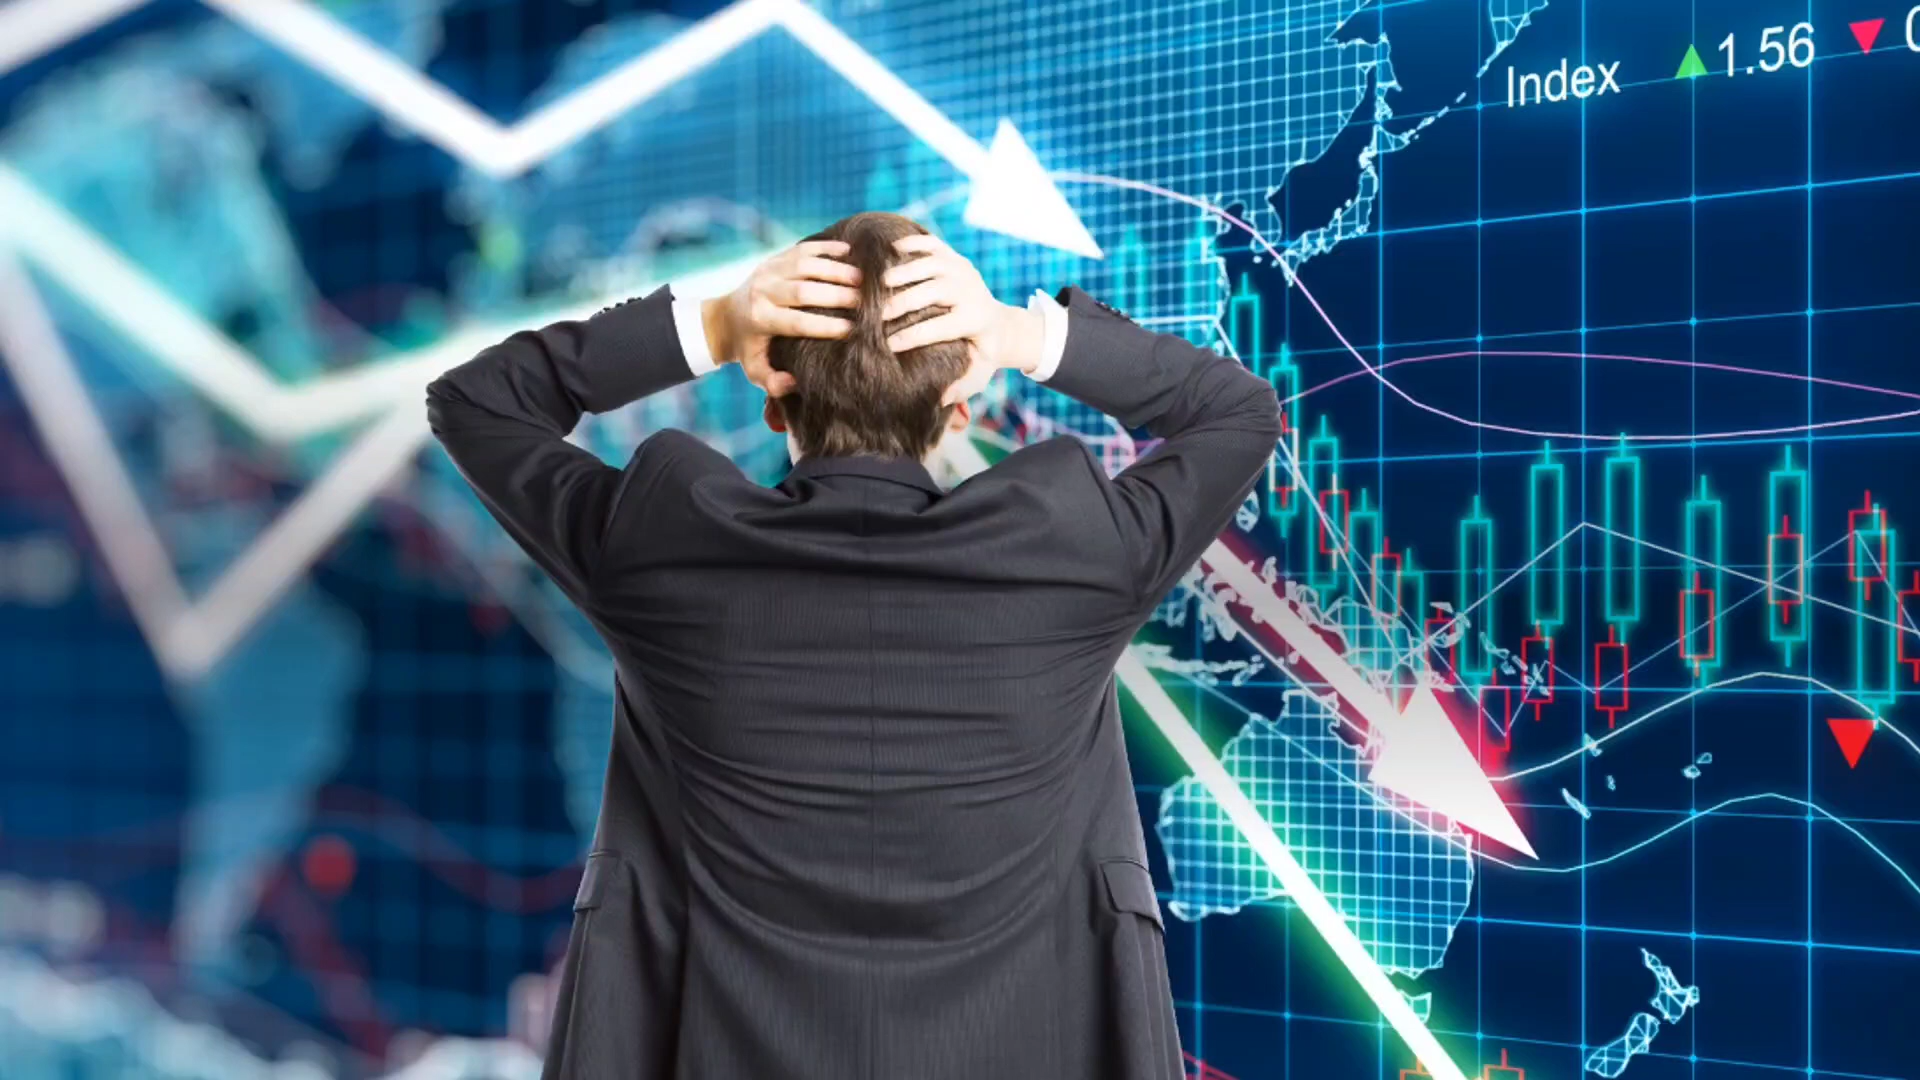 Index ▲ 1.56 ▼